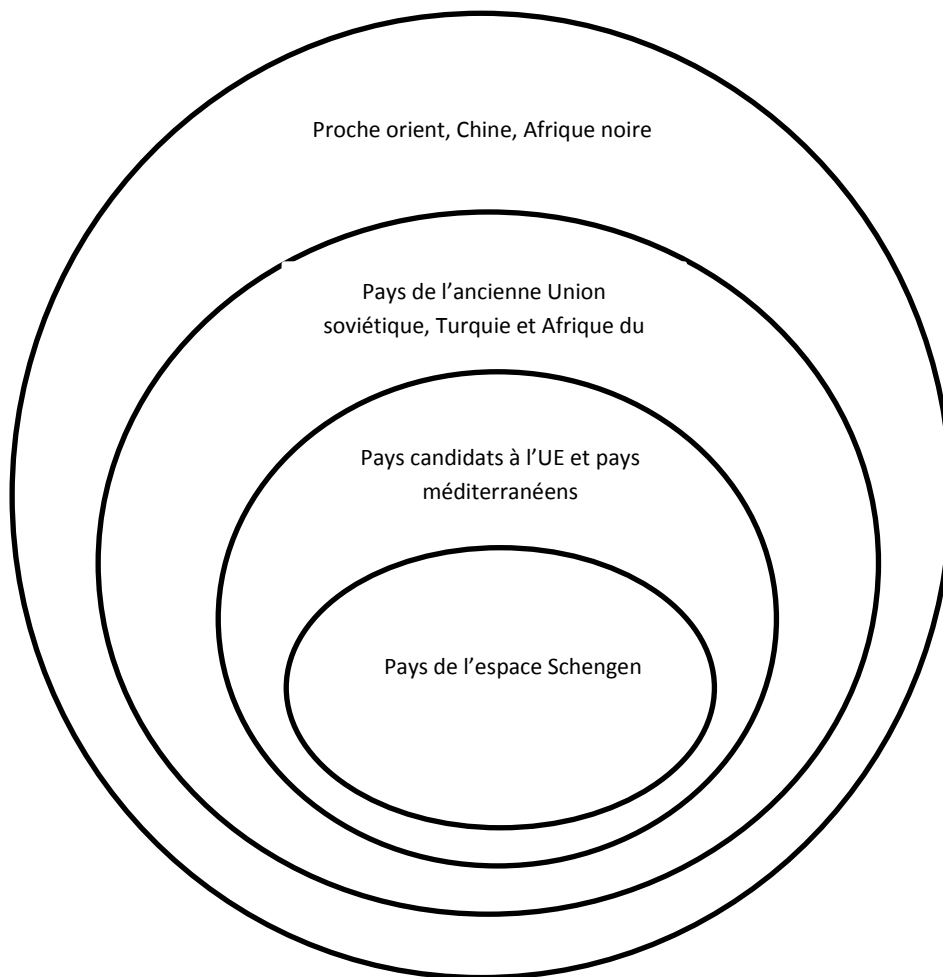 Proche orient, Chine, Afrique noire
Pays de l’ancienne Union
soviétique, Turquie et Afrique du
Pays candidats à l’UE et pays
méditerranéens
Pays de l’espace Schengen